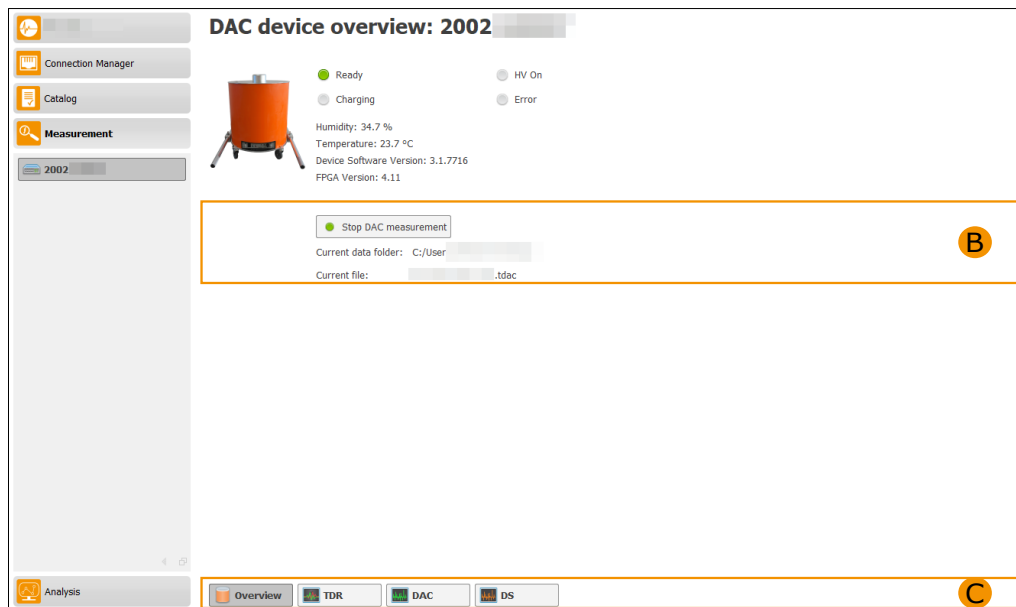 DAC device overview: 2002
Connection Manager
Catalog
Measurement
2002
Ready
HV On
Charging
Error
Humidity: 34.7 %
Temperature: 23.7 °C
Device Software Version: 3.1.7716
FPGA Version: 4.11
Stop DAC measurement
Current data folder: C:/User
Current file: .tdac
B
Analysis
Overview
TDR
DAC
DS
C